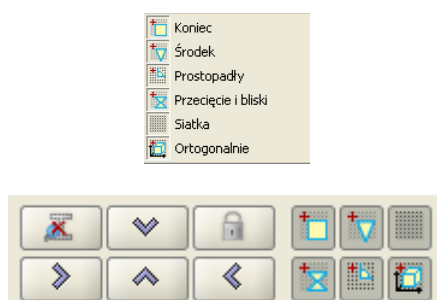 Koniec
Środek
Prostopadły
Przecięcie i bliski
Siatka
Ortogonalnie